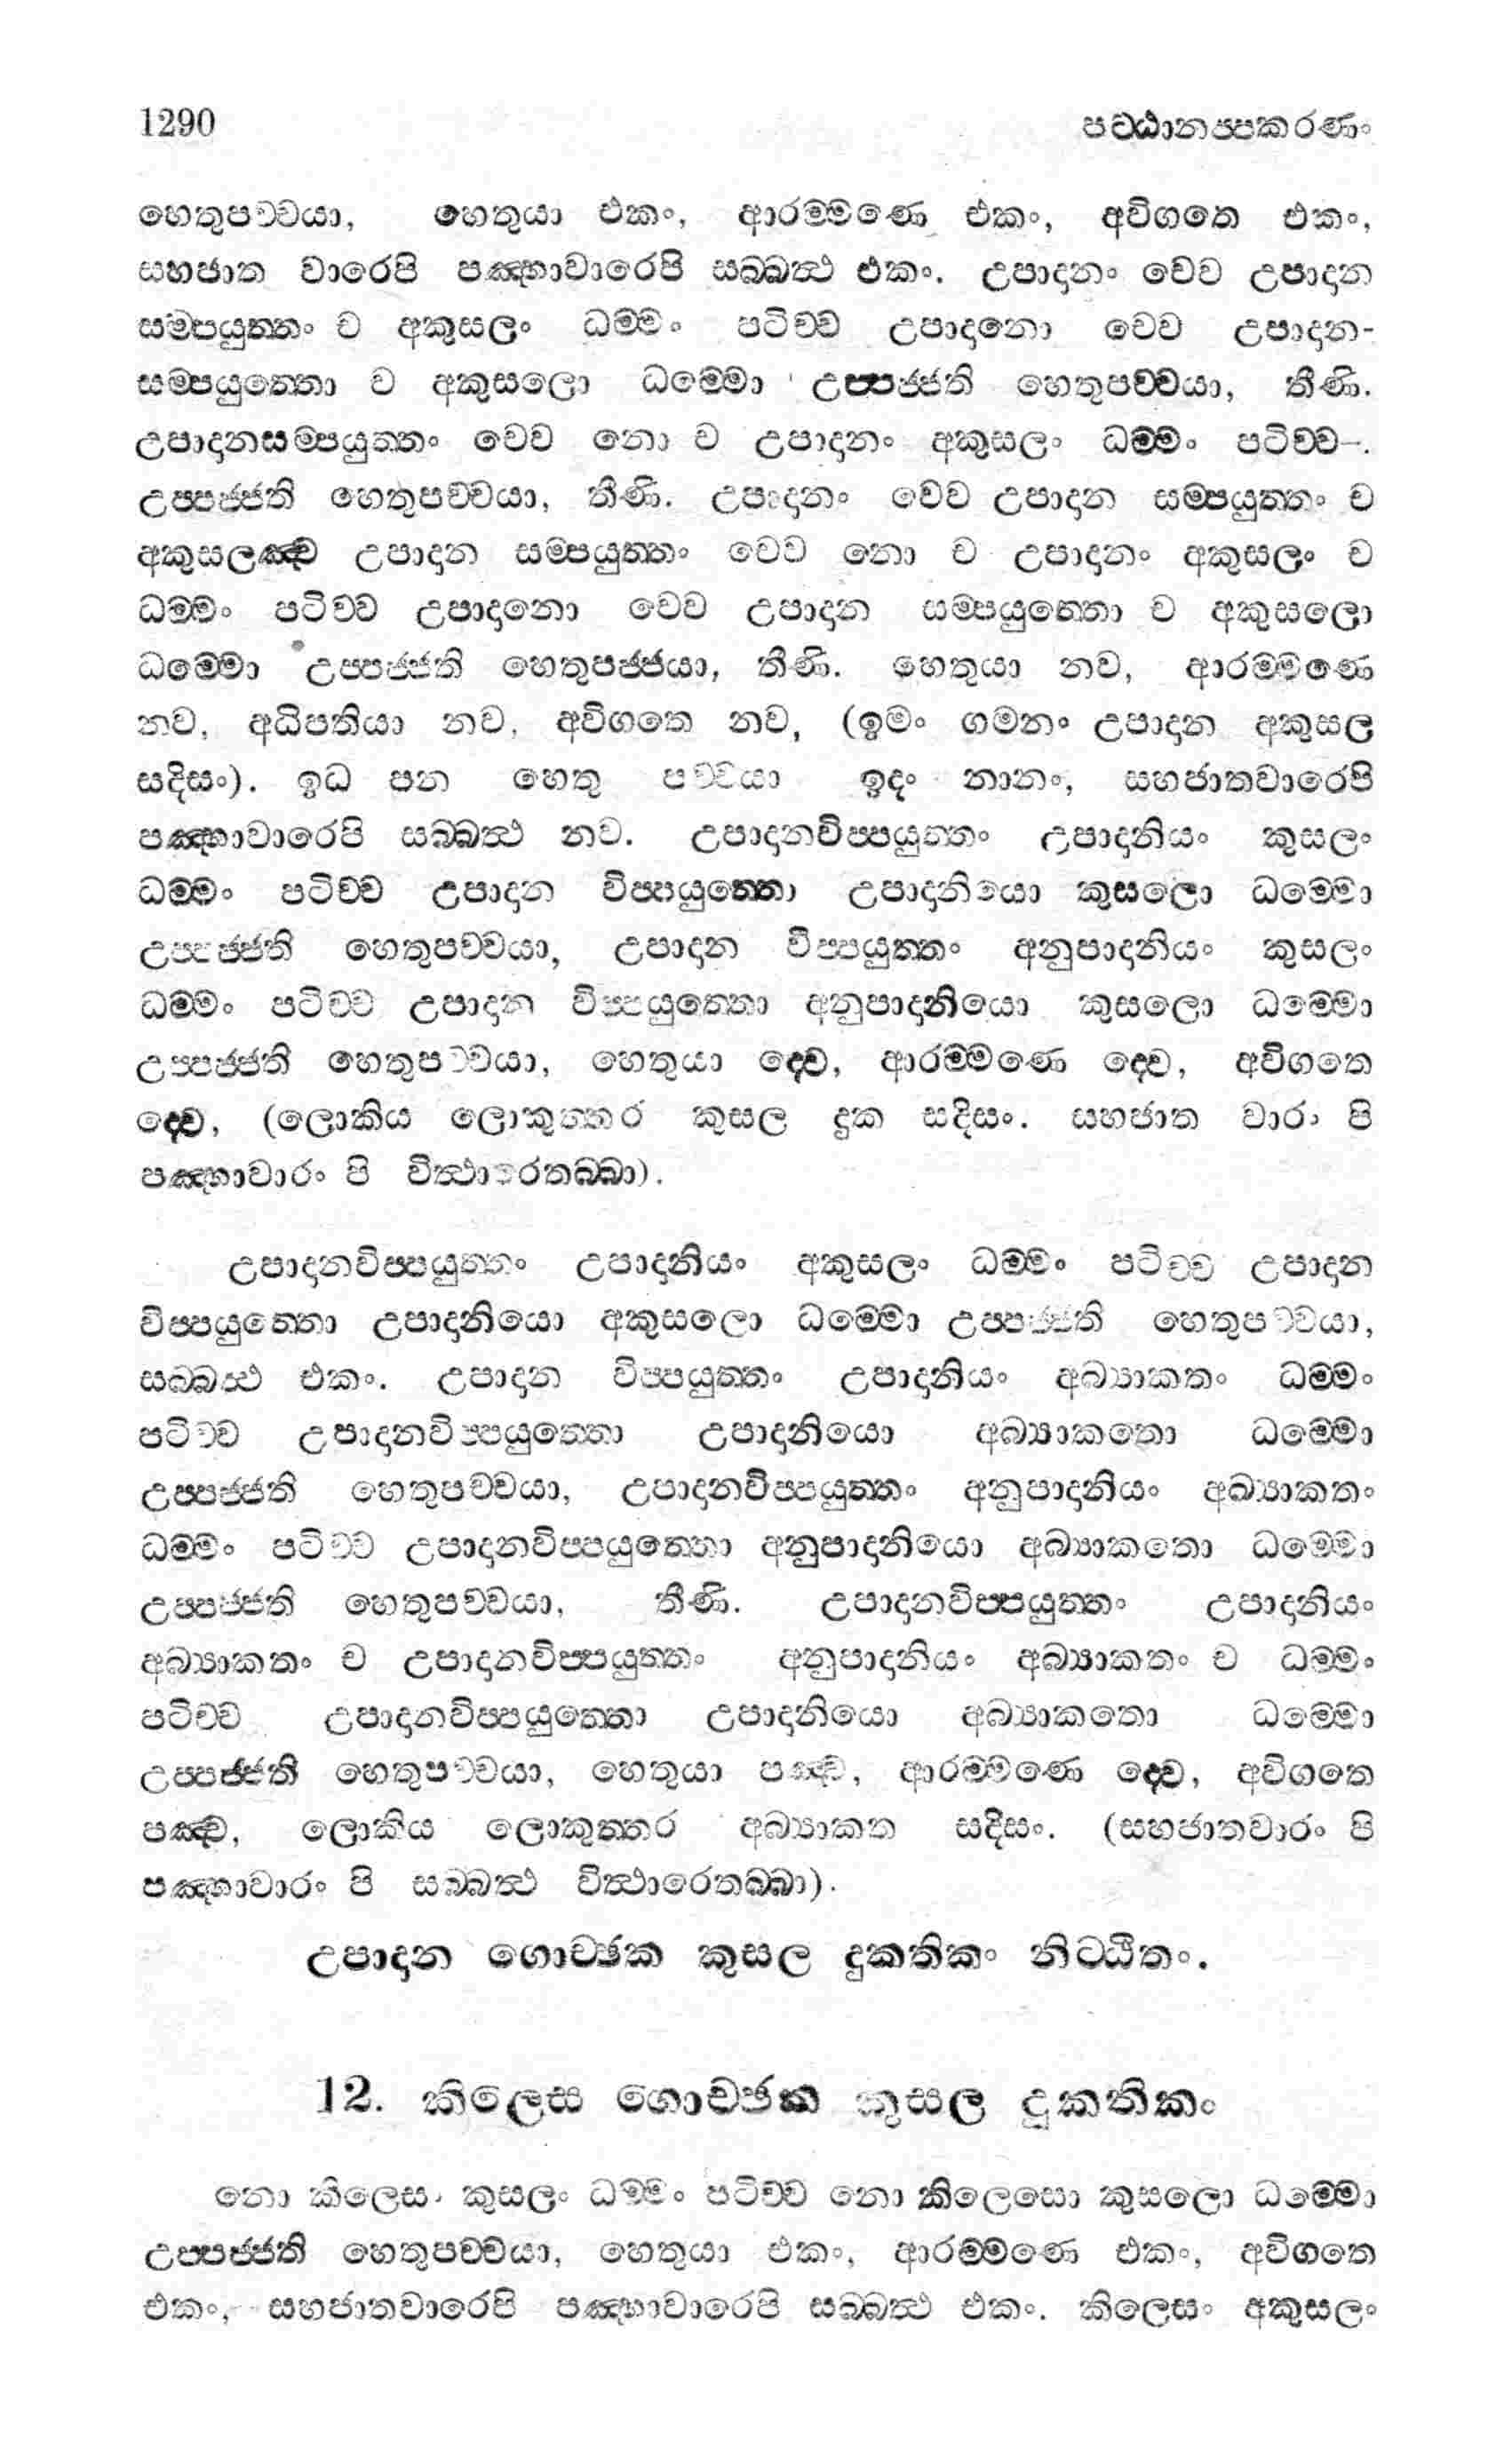 1290 පට්ඨානප්පකරණං
හෙතුපච්චයා, හෙතුයා එකං, ආරම්මණෙ එකං, අවිගතෙ එකං,
සහජාත වාරෙපි පඤ්හාවාරෙපි සබ්බත්ථ එකං. උපාදානං චෙව උපාදාන
සම්පයුත්තං ච අකුසලං ධම්මං පටිච්ච උපාදානො චෙව උපාදාන-
සම්පයුත්තො ච අකුසලො ධම්මො උප්පජ්ජති හෙතුපච්චයා, තීණි.
උපාදානසම්පයුත්තං චෙව නො ච උපාදානං අකුසලං ධම්මං පටිච්ච-.
උප්පජ්ජති හෙතුපච්චයා, තීණි. උපාදානං චෙව උපාදාන සම්පයුත්තං ච
අකුසලඤ්ච උපාදාන සම්පයුත්තං චෙව නො ච උපාදානං අකුසලං ච
ධම්මං පටිච්ච උපාදානො චෙව උපාදාන සම්පයුත්තො ච අකුසලො
ධම්මො උප්පජ්ජති හෙතුපජ්ජයා, තීණි. හෙතුයා නව, ආරම්මණෙ
නව, අධිපතියා නව, අවිගතෙ නව, (ඉමං ගමනං උපාදාන අකුසල
සදිසං). ඉධ පන හෙතු පච්චයා ඉදං නානං, සහජාතවාරෙපි
පඤ්හාවාරෙපි සබ්බත්ථ නව. උපාදානවිප්පයුත්තං උපාදානියං කුසලං
ධම්මං පටිච්ච උපාදාන විප්පයුත්තො උපාදානියො කුසලො ධම්මො
උප්පජ්ජති හෙතුපච්චයා, උපාදාන විප්පයුත්තං අනුපාදානියං කුසලං
ධම්මං පටිච්ච උපාදාන විප්පයුත්තො අනුපාදානියො කුසලො ධම්මො
උප්පජ්ජති හෙතුපච්චයා, හෙතුයා ද්වෙ, ආරම්මණෙ ද්වෙ, අවිගතෙ
ද්වෙ, (ලොකිය ලොකුත්තර කුසල දුක සදිසං. සහජාත වාරං පි
පඤ්හාවාරං පි විත්ථාරෙතබ්බා).
උපාදානවිප්පයුත්තං උපාදානියං අකුසලං ධම්මං පටිච්ච උපාදාන
විප්පයුත්තො උපාදානියො අකුසලො ධම්මො උප්පජ්ජති හෙතුපච්චයා,
සබ්බත්ථ එකං. උපාදාන විප්පයුත්තං උපාදානියං අබ්‍යාකතං ධම්මං
පටිච්ච උපාදානවිප්පයුත්තො උපාදානියො අබ්‍යාකතො ධම්මො
උප්පජ්ජති හෙතුපච්චයා, උපාදානවිප්පයුත්තං අනුපාදානියං අඛ්‍යාකතං
ධම්මං පටිච්ච උපාදානවිප්පයුත්තො අනුපාදානියො අබ්‍යාකතො ධම්මො
උප්පජ්ජති හෙතුපච්චයා, තීණි. උපාදානවිප්පයුත්තං උපාදානියං
අබ්‍යාකතං ච උපාදානවිප්පයුත්තං අනුපාදානියං අබ්‍යාකතං ච ධම්මං
පටිච්ච උපාදානවිප්පයුත්තො උපාදානියො අබ්‍යාකතො ධම්මො
උප්පජ්ජති හෙතුපච්චයා, හෙතුයා පඤ්ච, ආරම්මණෙ ද්වෙ, අවිගතෙ
පඤ්ච, ලොකිය ලොකුත්තර අබ්‍යාකත සදිසං. (සහජාතවාරං පි
පඤ්හාවාරං පි සබ්බත්ථ විත්ථාරෙතබ්බා).
උපාදාන ගොච්ඡක කුසල දුකතිකං නිට්ඨිතං.
12. කිලෙස ගොච්ඡක කුසල දුකතිකං
නො කිලෙසං කුසලං ධම්මං පටිච්ච නො කිලෙසො කුසලො ධම්මො
උප්පජ්ජති හෙතුපච්චයා, හෙතුයා එකං, ආරම්මණෙ එකං, අවිගතෙ
එකං, සහජාතවාරෙපි පඤ්හාවාරෙපි සබ්බත්ථ එකං. කිලෙසං අකුසලං